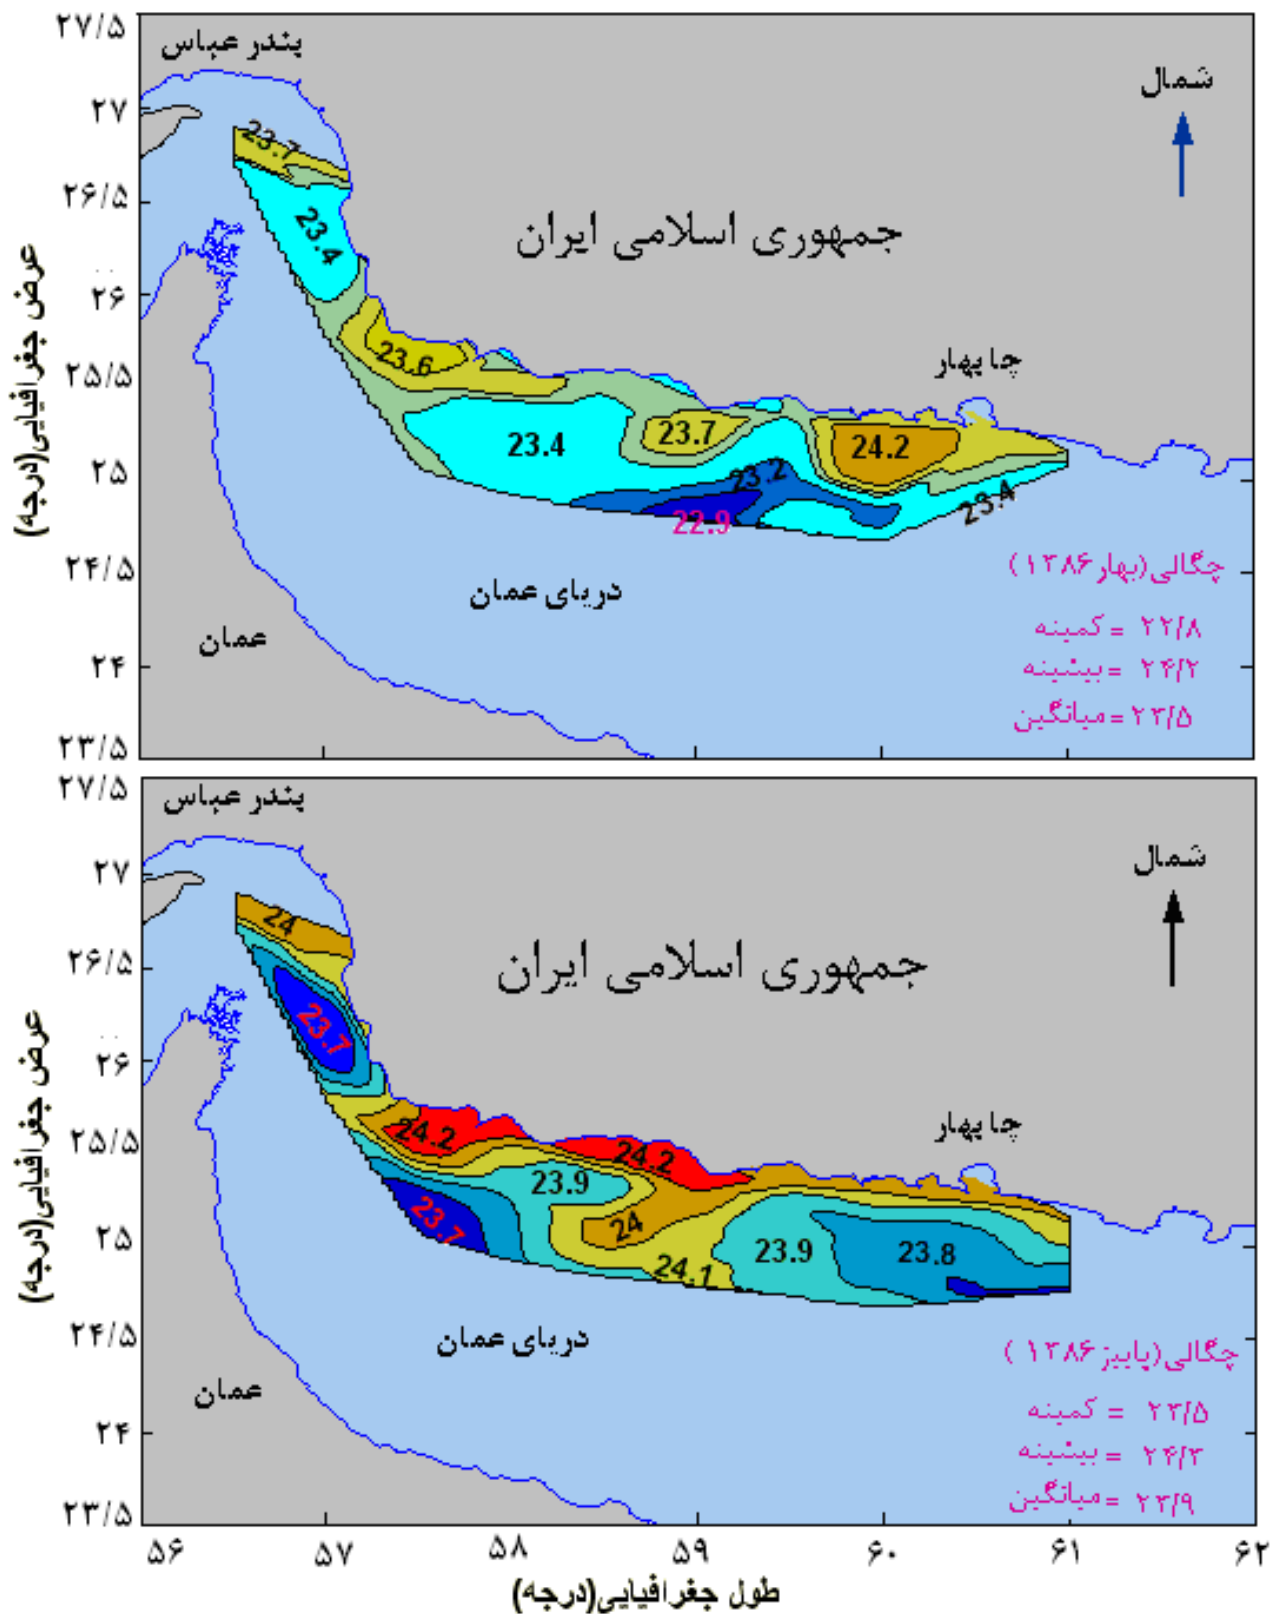 ۲۷/۵
بندر عباس
شمال
۲۷
23.7
۲۶/۵
23.4
جمهوری اسلامی ایران
عرض جغرافیایی(درجه)
۲۶
23.6
۲۵/۵
چابهار
23.4
23.7
24.2
۲۵
23.2
22.9
23.4
۲۴/۵
چگالی(بهار ۱۳۸۶)
دریای عمان
کمینه = ۲۲/۸
عمان
۲۴
بیشینه = ۲۴/۲
میانگین=۲۳/۵
۲۳/۵
۲۷/۵
بندر عباس
شمال
۲۷
24
۲۶/۵
جمهوری اسلامی ایران
23.7
عرض جغرافیایی(درجه)
۲۶
چابهار
24.2
24.2
۲۵/۵
23.9
23.7
24
23.9
23.8
۲۵
24.1
۲۴/۵
دریای عمان
چگالی(پاییز ۱۳۸۶)
عمان
کمینه = ۲۳/۵
۲۴
بیشینه = ۲۴/۳
میانگین= ۲۳/۹
۲۳/۵
۵۶ ۵۷ ۵۸ ۵۹ ۶۰ ۶۱ ۶۲
طول جغرافیایی(درجه)